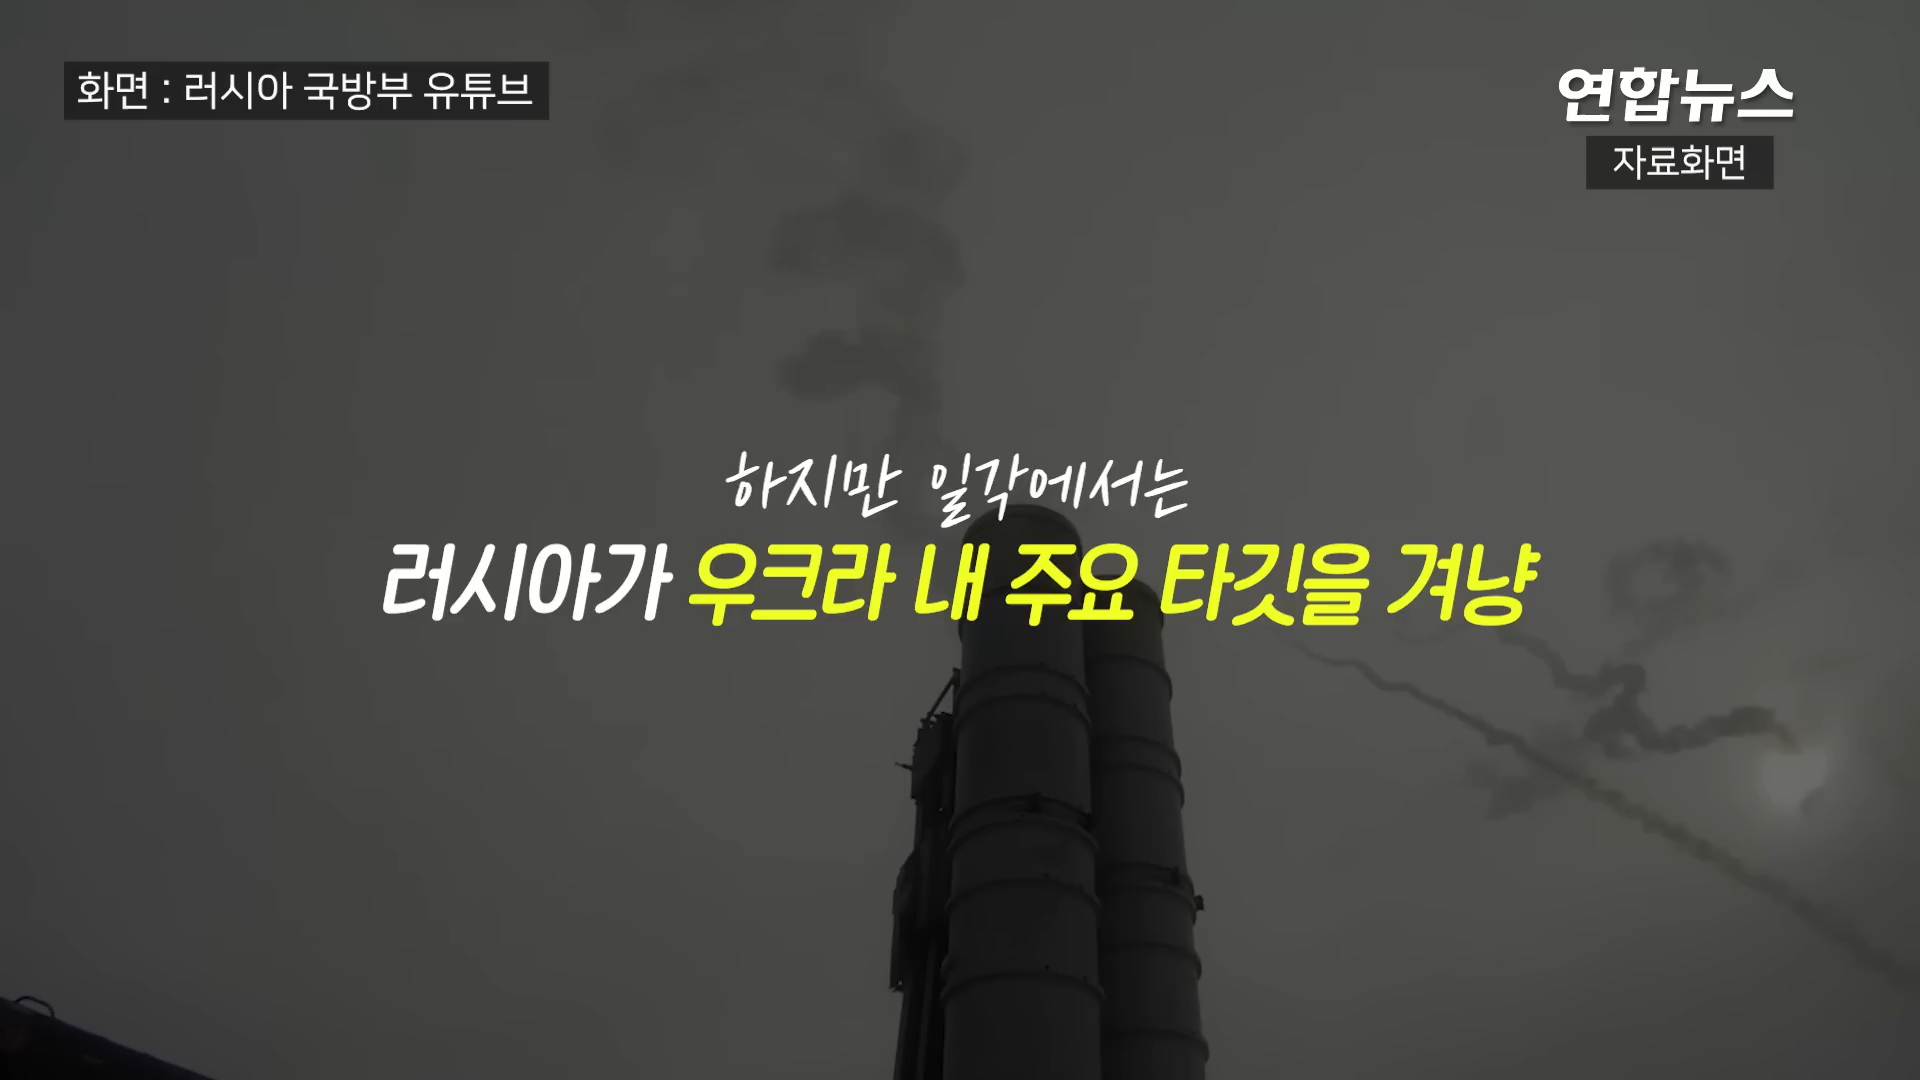 화면 : 러시아 국방부 유튜브
연합뉴스
자료화면
하지만 일각에서는
러시아가 우크라 내 주요 타깃을 겨냥